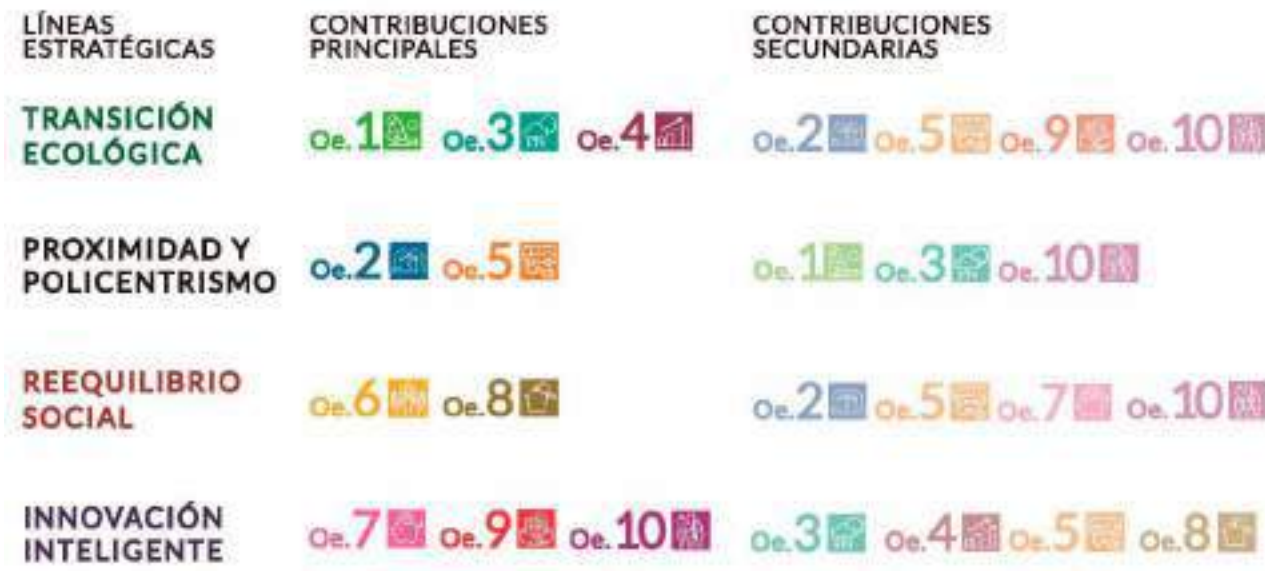 LÍNEAS
ESTRATÉGICAS
CONTRIBUCIONES
PRINCIPALES
CONTRIBUCIONES
SECUNDARIAS
TRANSICIÓN
ECOLÓGICA
Oe.1 Oe.3 Oe.4
Oe.2 Oe.5 Oe.9 Oe.10
PROXIMIDAD Y
POLICENTRISMO
Oe.2 Oe.5
Oe.1 Oe.3 Oe.10
REEQUILIBRIO
SOCIAL
Oe.6 Oe.8
Oe.2 Oe.5 Oe.7 Oe.10
INNOVACIÓN
INTELIGENTE
Oe.7 Oe.9 Oe.10
Oe.3 Oe.4 Oe.5 Oe.8